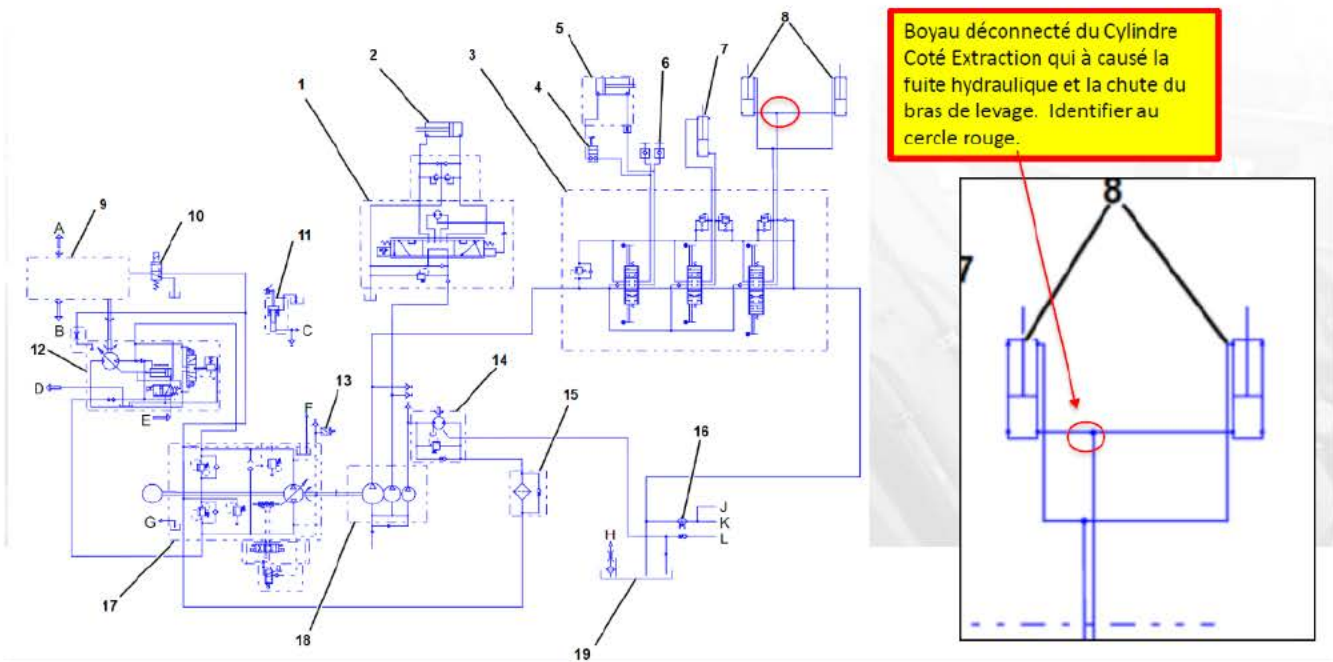 8
5
2
3
7
6
1
4
Boyau déconnecté du Cylindre
Coté Extraction qui à causé la
fuite hydraulique et la chute du
bras de levage. Identifier au
cercle rouge.
8
7
9
10
A
11
B
C
12
D
E
13
F
14
15
16
G
H
J
K
L
17
18
19